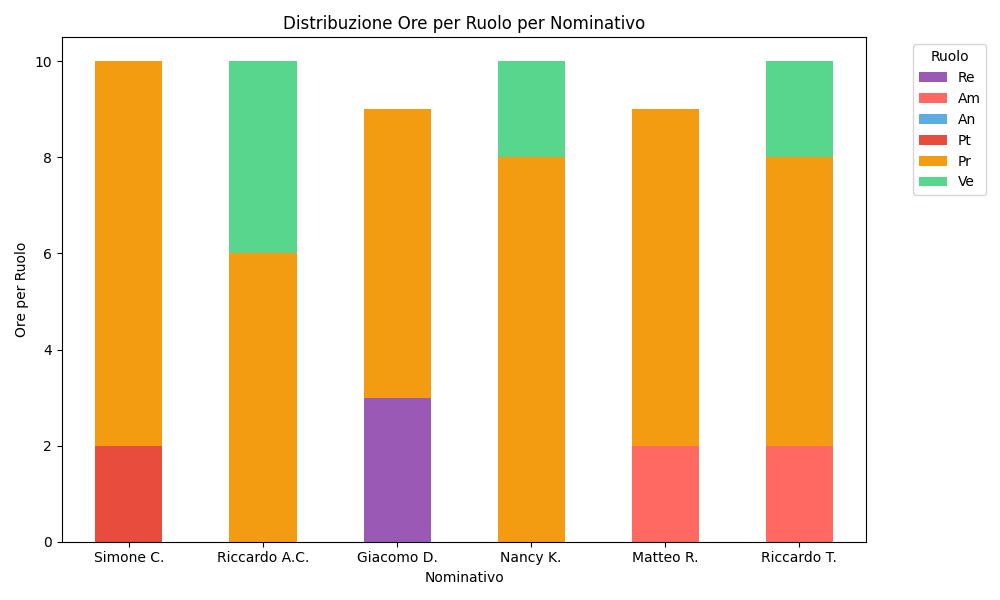 Distribuzione Ore per Ruolo per Nominativo
Ruolo
Re
Am
An
Pt
Pr
Ve
Ore per Ruolo
10
8
6
4
2
0
Simone C.
Riccardo A.C.
Giacomo D.
Nancy K.
Matteo R.
Riccardo T.
Nominativo